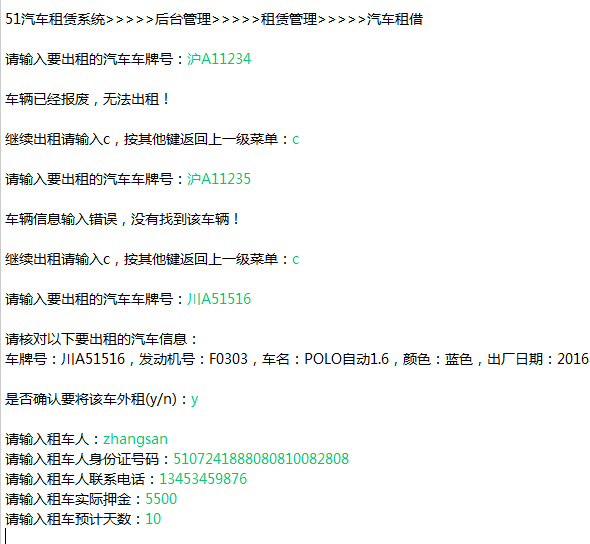 51汽车租赁系统>>>>>后台管理>>>>>租赁管理>>>>>汽车租借
请输入要出租的汽车车牌号：沪A11234
车辆已经报废，无法出租！
继续出租请输入c，按其他键返回上一级菜单：c
请输入要出租的汽车车牌号：沪A11235
车辆信息输入错误，没有找到该车辆！
继续出租请输入c，按其他键返回上一级菜单：c
请输入要出租的汽车车牌号：川A51516
请核对以下要出租的汽车信息：
车牌号：川A51516，发动机号：F0303，车名：POLO自动1.6，颜色：蓝色，出厂日期：2016
是否确认要将该车外租(y/n)：y
请输入租车人：zhangsan
请输入租车人身份证号码：5107241888080810082808
请输入租车人联系电话：13453459876
请输入租车实际押金：5500
请输入租车预计天数：10